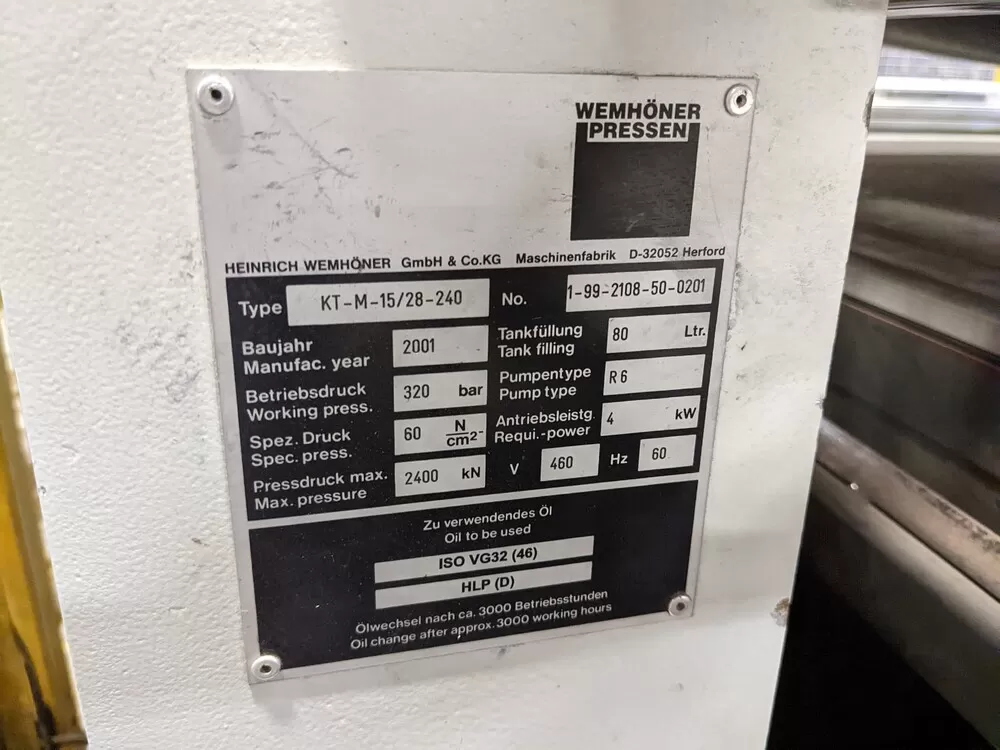 WEMHÖNER
PRESSEN
HEINRICH WEMHÖNER GmbH & Co.KG Maschinenfabrik D-32052 Herford
Type KT-M-15/28-240 No. 1-99-2108-50-0201
Baujahr
Manufac. year 2001
Tankfüllung
Tank filling 80 Ltr.
Betriebsdruck
Working press. 320 bar
Pumpentype
Pump type R6
Spez. Druck
Spec. press. 60 N/cm²
Antriebsleistg.
Requi.-power 4 kW
Pressdruck max.
Max. pressure 2400 kN
V 460 Hz 60
Zu verwendendes Öl
Oil to be used
ISO VG32 (46)
HLP (D)
Ölwechsel nach ca. 3000 Betriebsstunden
Oil change after approx. 3000 working hours